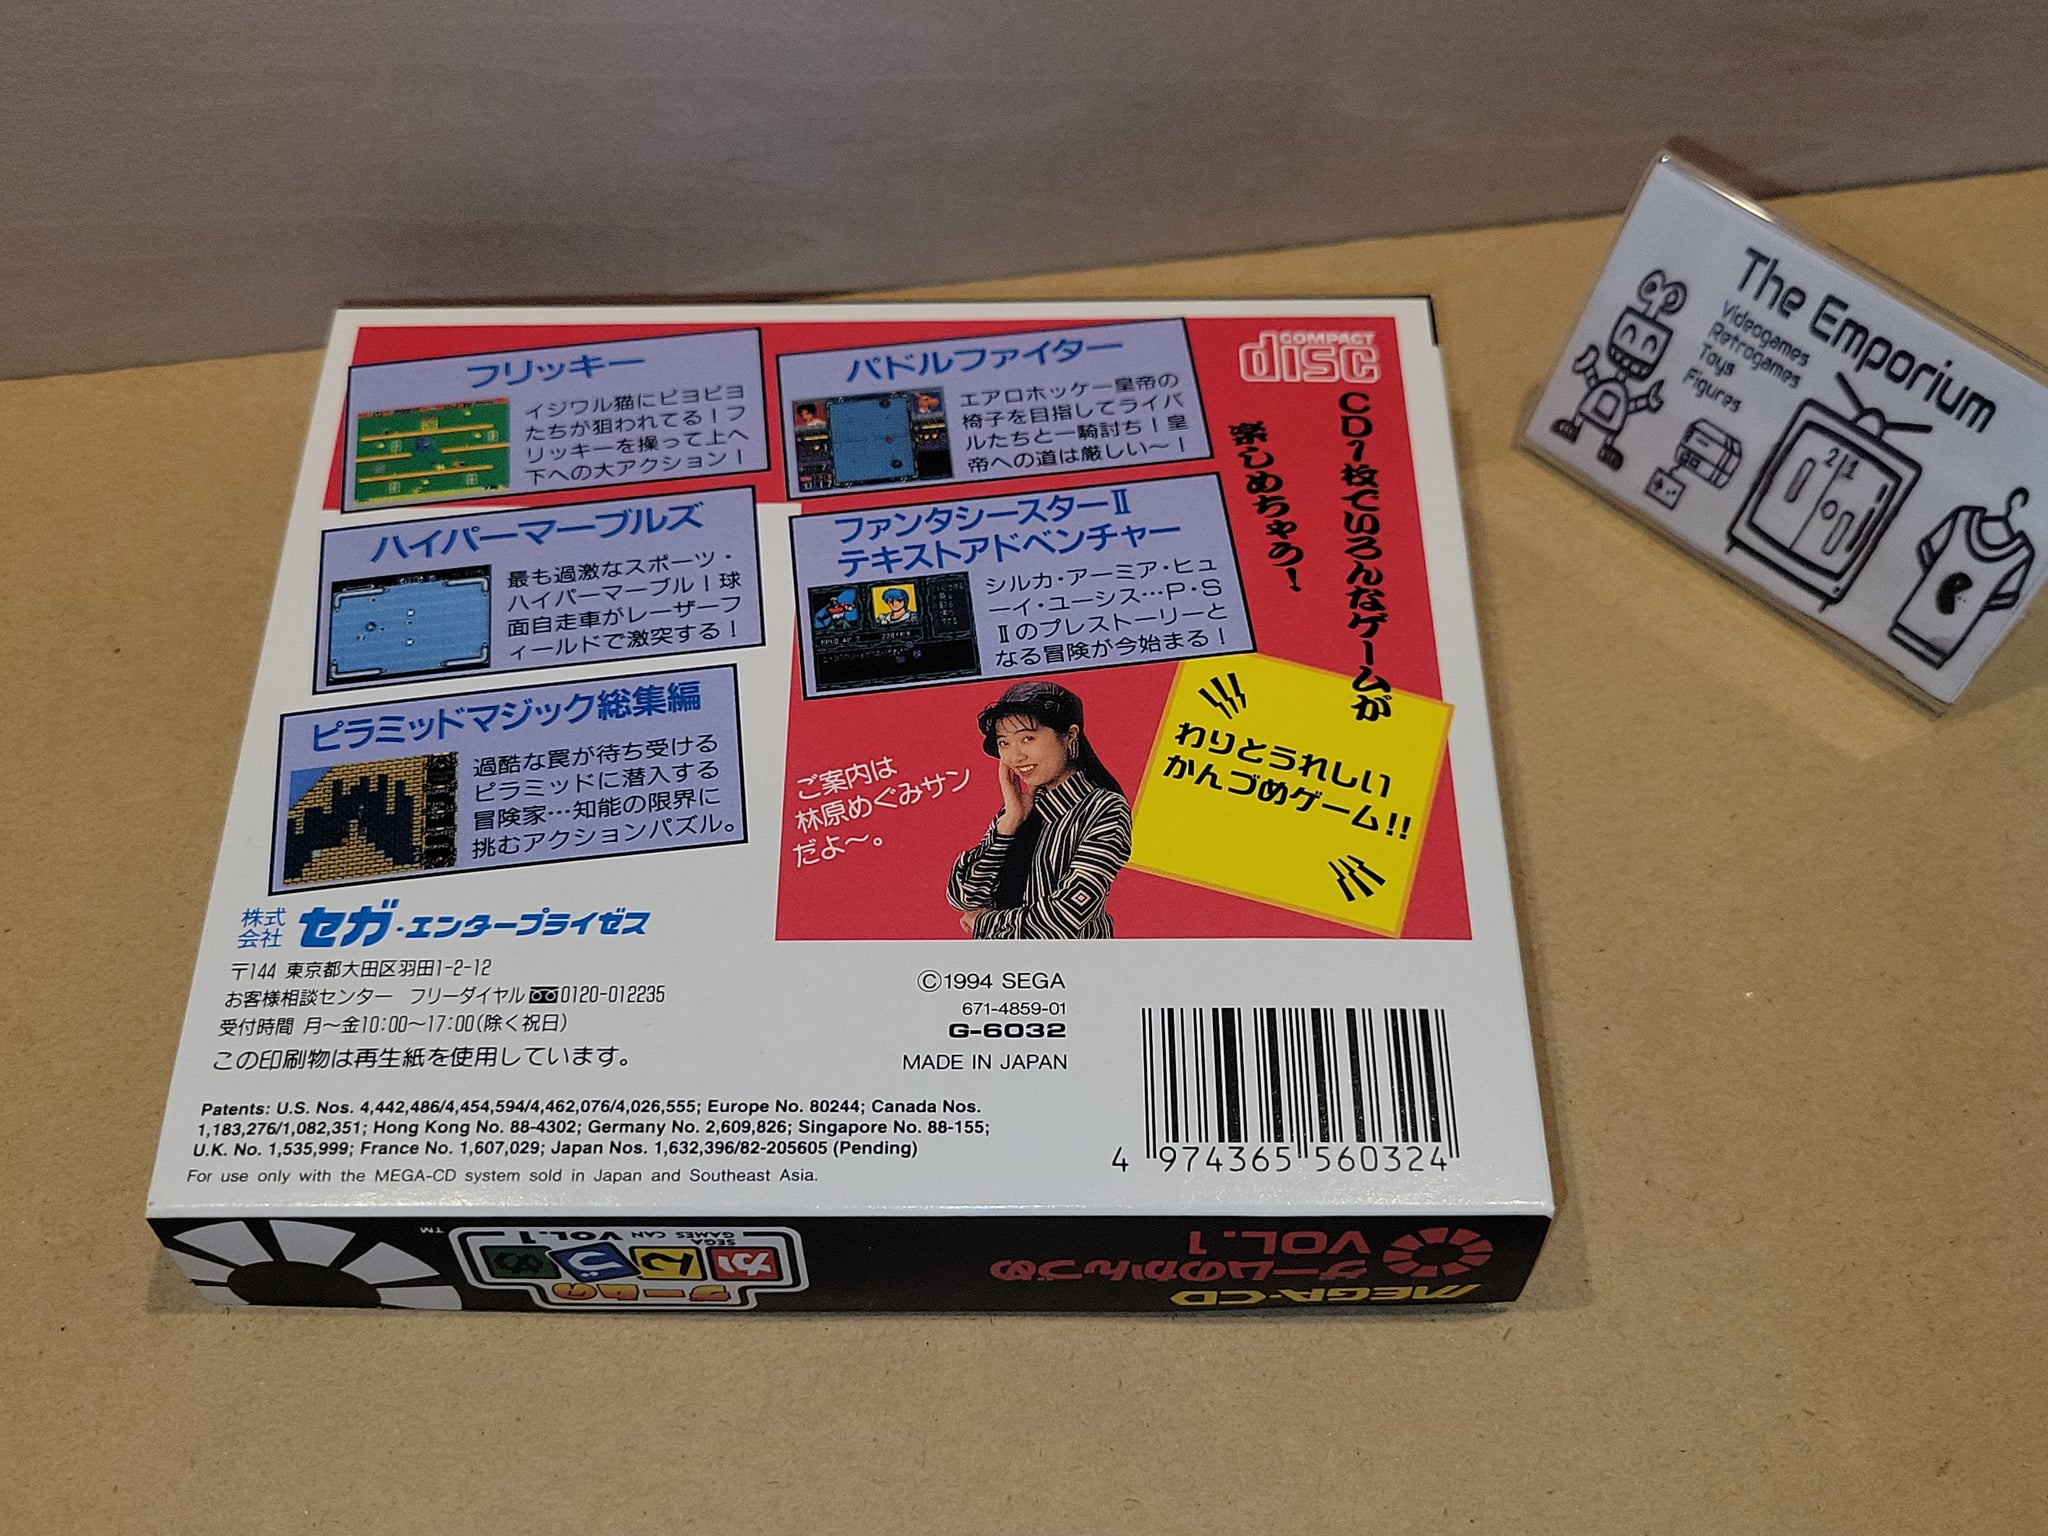 フリッキー
イジワル猫にピヨピヨ
たちが狙われてる!フ
リッキーを操って上へ
下への大アクション!
パドルファイター
エアロホッケー皇帝の
椅子を目指してライバ
ルたちと一騎討ち!皇
帝への道は厳しい〜!
COMPACT
disc
CD1枚でいろんなゲームが
楽しめちゃう!
ハイパーマーブルズ
最も過激なスポーツ・
ハイパーマーブル!球
面自走車がレーザーフ
ィールドで激突する!
ファンタシースターⅡ
テキストアドベンチャー
シルカ・アーミア・ヒュ
ーイ・ユーシス…P・S
Ⅱのプレストーリーと
なる冒険が今始まる!
ピラミッドマジック総集編
過酷な罠が待ち受ける
ピラミッドに潜入する
冒険家…知能の限界に
挑むアクションパズル。
ご案内は
林原めぐみサン
だよ〜。
わりとうれしい
かんづめゲーム!!
株式
会社 セガ・エンタープライゼス
〒144 東京都大田区羽田1-2-12
お客様相談センター フリーダイヤル 0120-012235
受付時間 月〜金10:00〜17:00(除く祝日)
この印刷物は再生紙を使用しています。
©1994 SEGA
671-4859-01
G-6032
MADE IN JAPAN
Patents: U.S. Nos. 4,442,486/4,454,594/4,462,076/4,026,555; Europe No. 80244; Canada Nos.
1,183,276/1,082,351; Hong Kong No. 88-4302; Germany No. 2,609,826; Singapore No. 88-155;
U.K. No. 1,535,999; France No. 1,607,029; Japan Nos. 1,632,396/82-205605 (Pending)
For use only with the MEGA-CD system sold in Japan and Southeast Asia.
4 974365 560324
MEGA-CD
ゲームのかんづめ
VOL.1
ゲームの
かんづめ
SEGA
GAMES CAN VOL.1
TM
The Emporium
Videogames
Retrogames
Toys
Figures
2 1